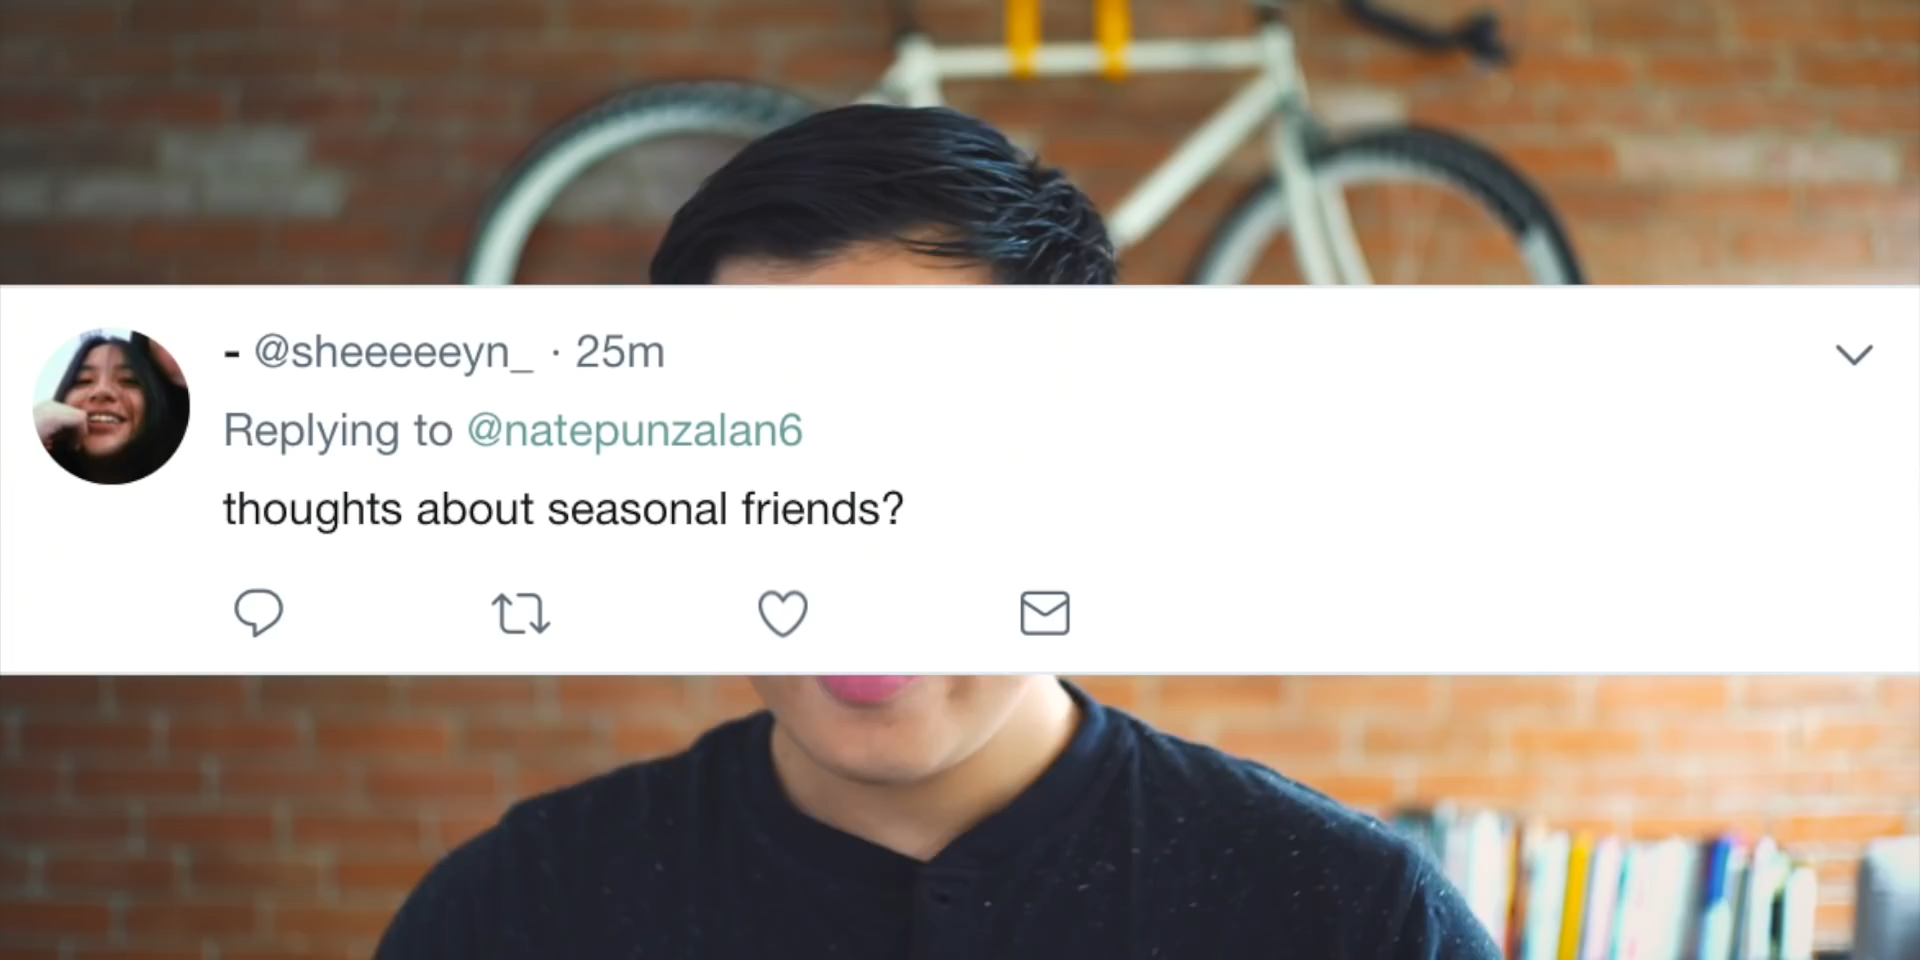 - @sheeeeeyn_ · 25m
Replying to @natepunzalan6
thoughts about seasonal friends?